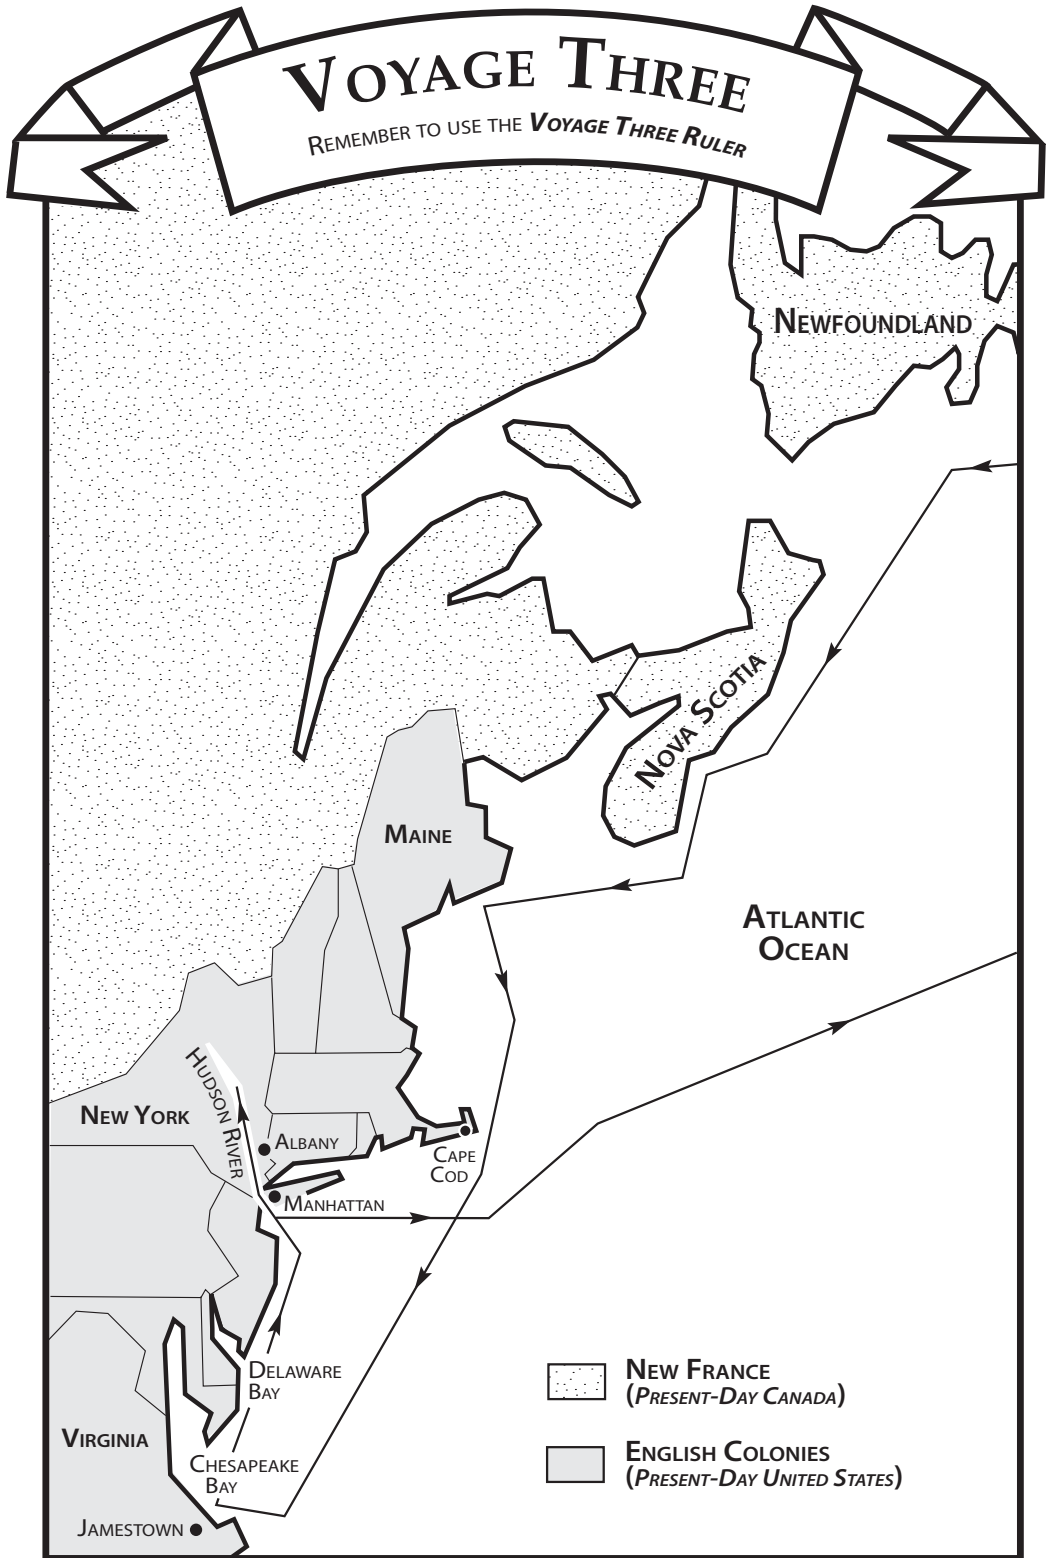 VOYAGE THREE
REMEMBER TO USE THE VOYAGE THREE RULER
NEWFOUNDLAND
NOVA SCOTIA
MAINE
ATLANTIC
OCEAN
HUDSON RIVER
NEW YORK
ALBANY
CAPE
COD
MANHATTAN
DELAWARE
BAY
NEW FRANCE
(PRESENT-DAY CANADA)
VIRGINIA
ENGLISH COLONIES
(PRESENT-DAY UNITED STATES)
CHESAPEAKE
BAY
JAMESTOWN